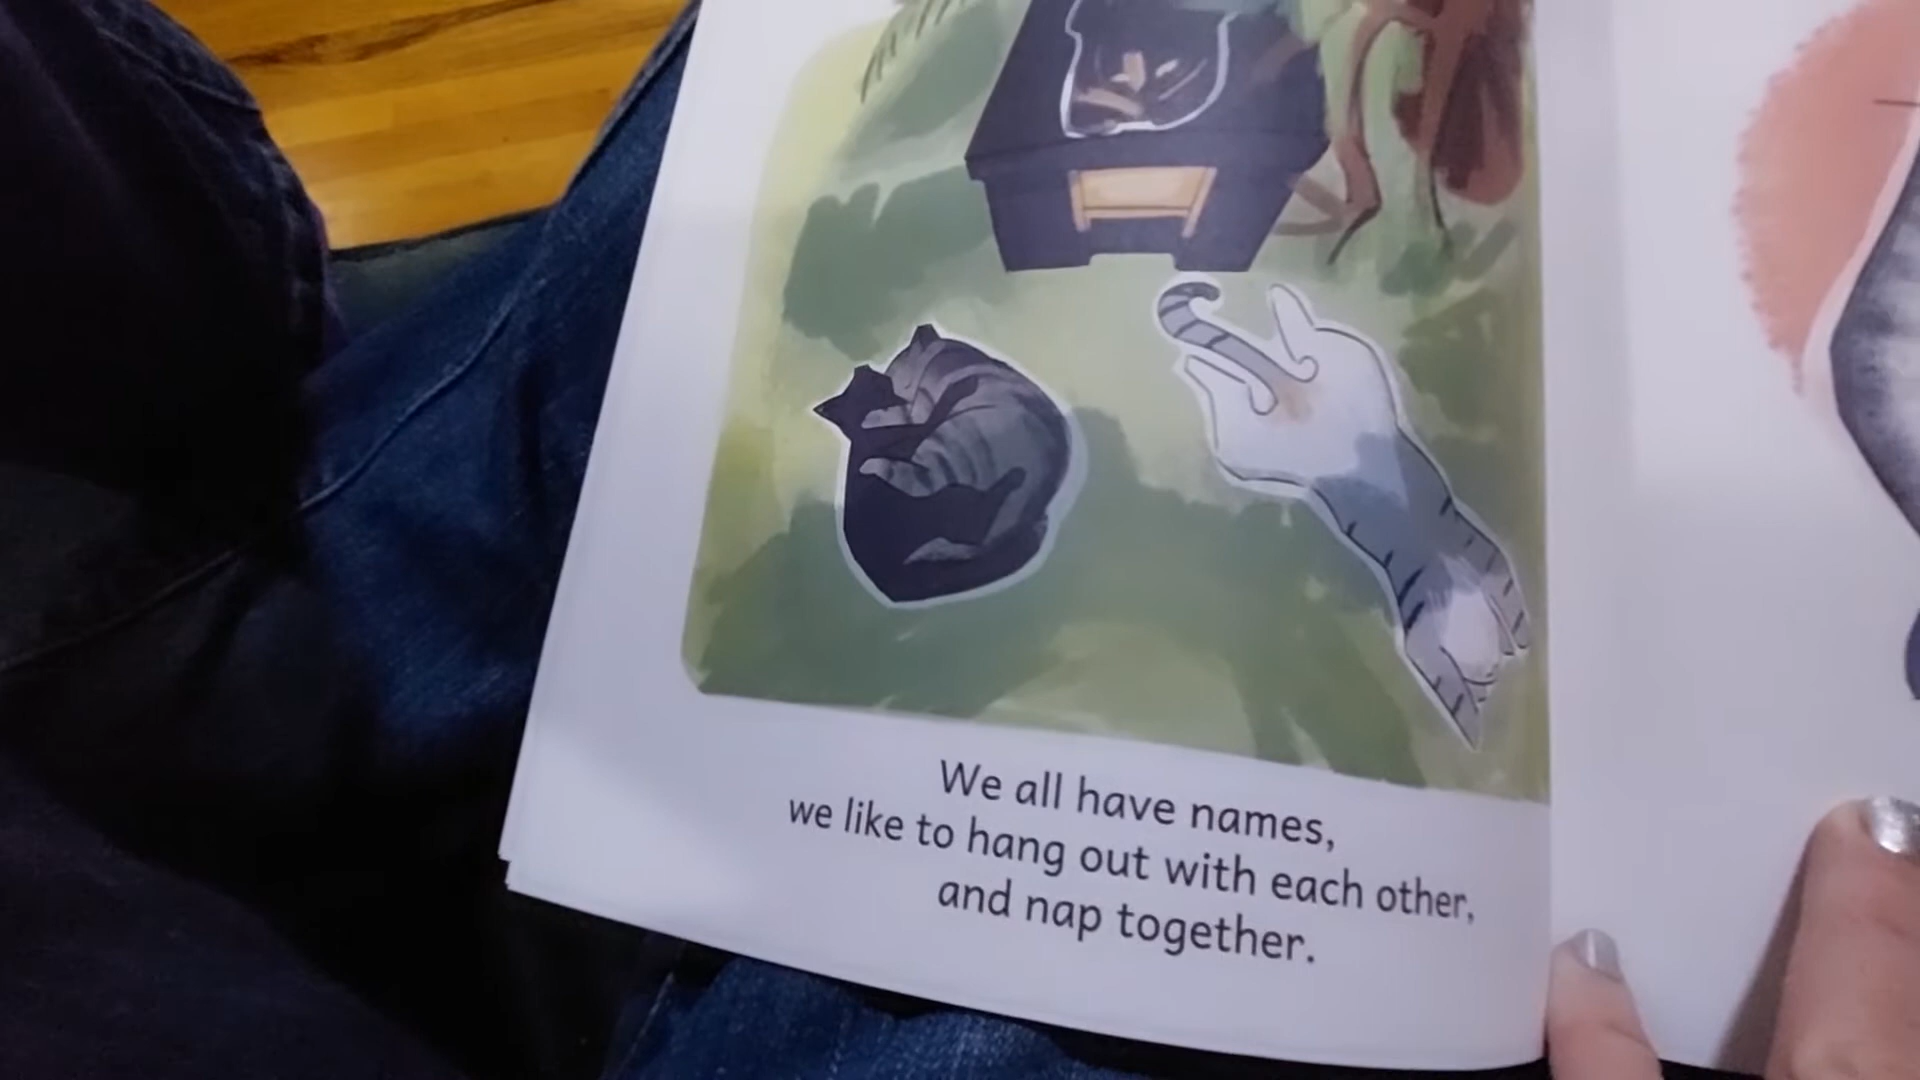 We all have names,
we like to hang out with each other,
and nap together.